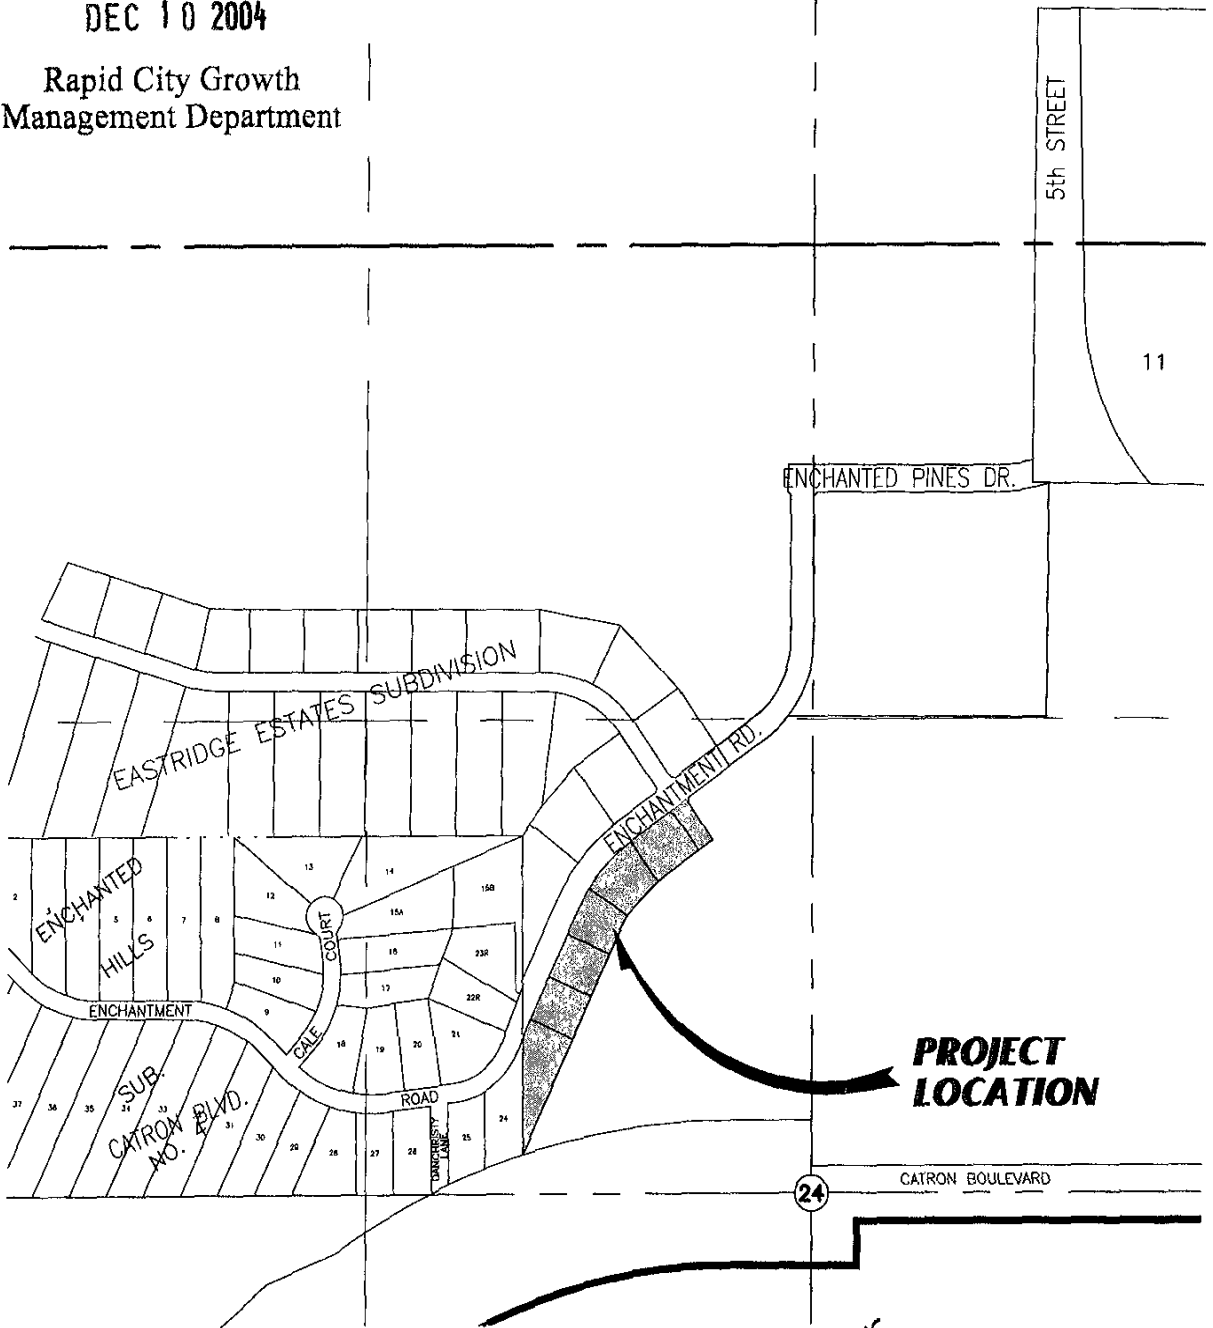 DEC 10 2004
Rapid City Growth
Management Department
5th STREET
11
ENCHANTED PINES DR.
EASTRIDGE ESTATES SUBDIVISION
ENCHANTMENT RD.
13
14
12
15B
2
3
5
6
7
8
15A
ENCHANTED
HILLS
COURT
11
16
23R
10
17
22R
9
ENCHANTMENT
CALE
18
19
20
21
PROJECT
LOCATION
ROAD
SUB.
CATRON BLVD.
NO.
37
36
35
34
33
31
30
29
28
27
26
DANCHRISTY
LANE
25
24
CATRON BOULEVARD
24